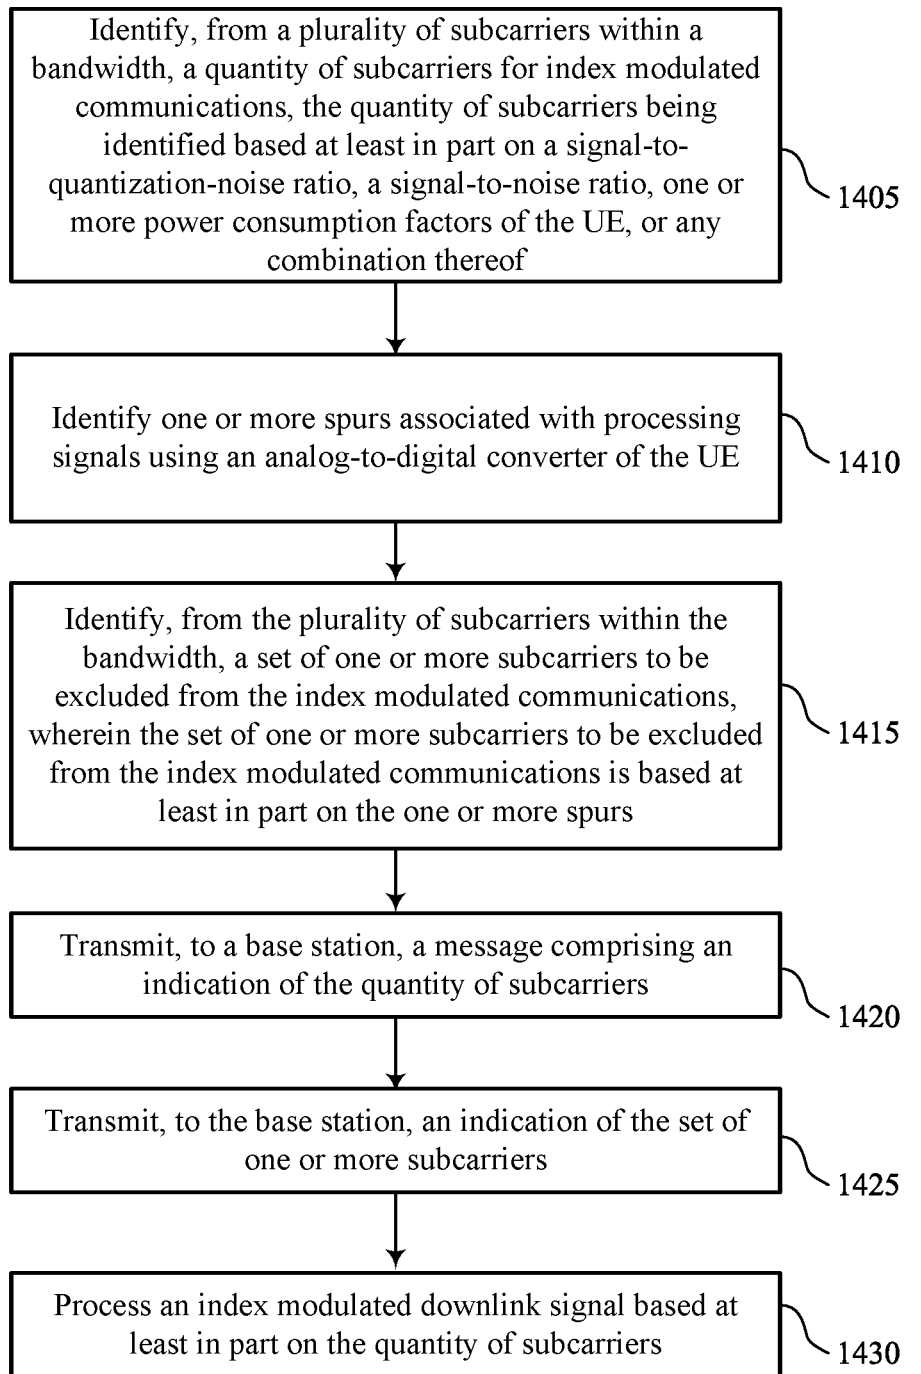 Identify, from a plurality of subcarriers within a
bandwidth, a quantity of subcarriers for index modulated
communications, the quantity of subcarriers being
identified based at least in part on a signal-to-
quantization-noise ratio, a signal-to-noise ratio, one or
more power consumption factors of the UE, or any
combination thereof
1405
Identify one or more spurs associated with processing
signals using an analog-to-digital converter of the UE
1410
Identify, from the plurality of subcarriers within the
bandwidth, a set of one or more subcarriers to be
excluded from the index modulated communications,
wherein the set of one or more subcarriers to be excluded
from the index modulated communications is based at
least in part on the one or more spurs
1415
Transmit, to a base station, a message comprising an
indication of the quantity of subcarriers
1420
Transmit, to the base station, an indication of the set of
one or more subcarriers
1425
Process an index modulated downlink signal based at
least in part on the quantity of subcarriers
1430